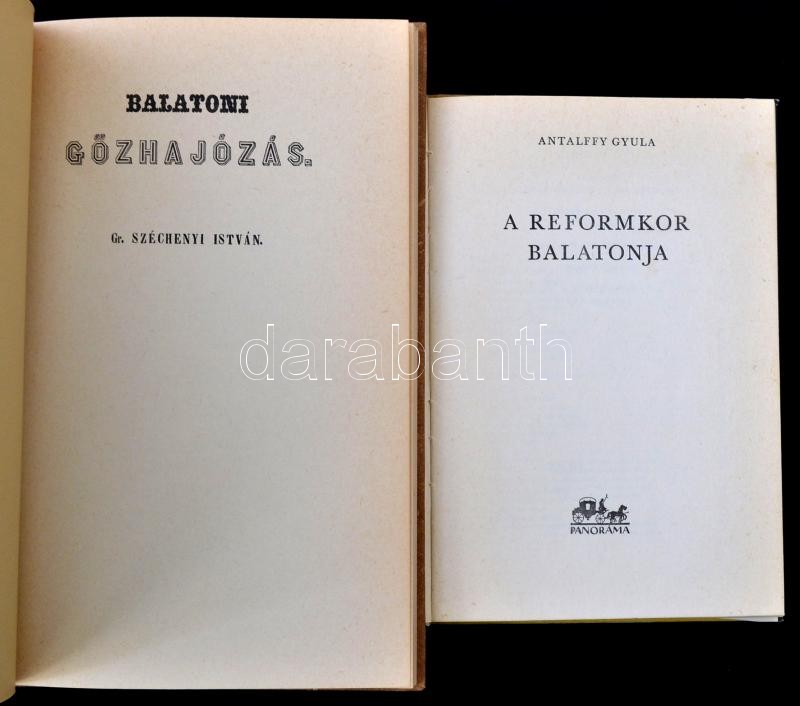 BALATONI
GŐZHAJÓZÁS.
Gr. SZÉCHENYI ISTVÁN.
ANTALFFY GYULA
A REFORMKOR
BALATONJA
PANORÁMA
darabanth